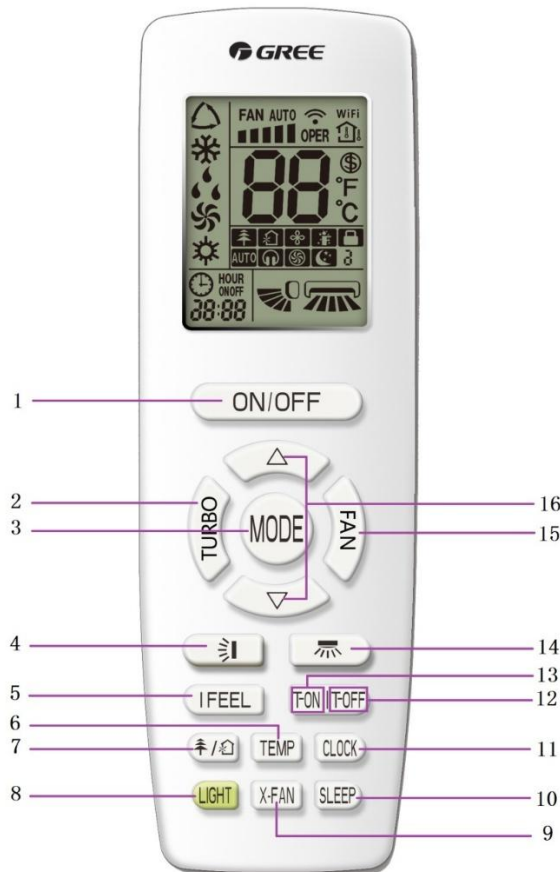 GREE
FAN AUTO WiFi
OPER
88 °F
°C
AUTO
HOUR
ONOFF
88:88
1 ON/OFF
2 TURBO
3 MODE
16
FAN 15
4 14
13
5 I FEEL T-ON T-OFF 12
6
7 / TEMP CLOCK 11
8 LIGHT X-FAN SLEEP 10
9